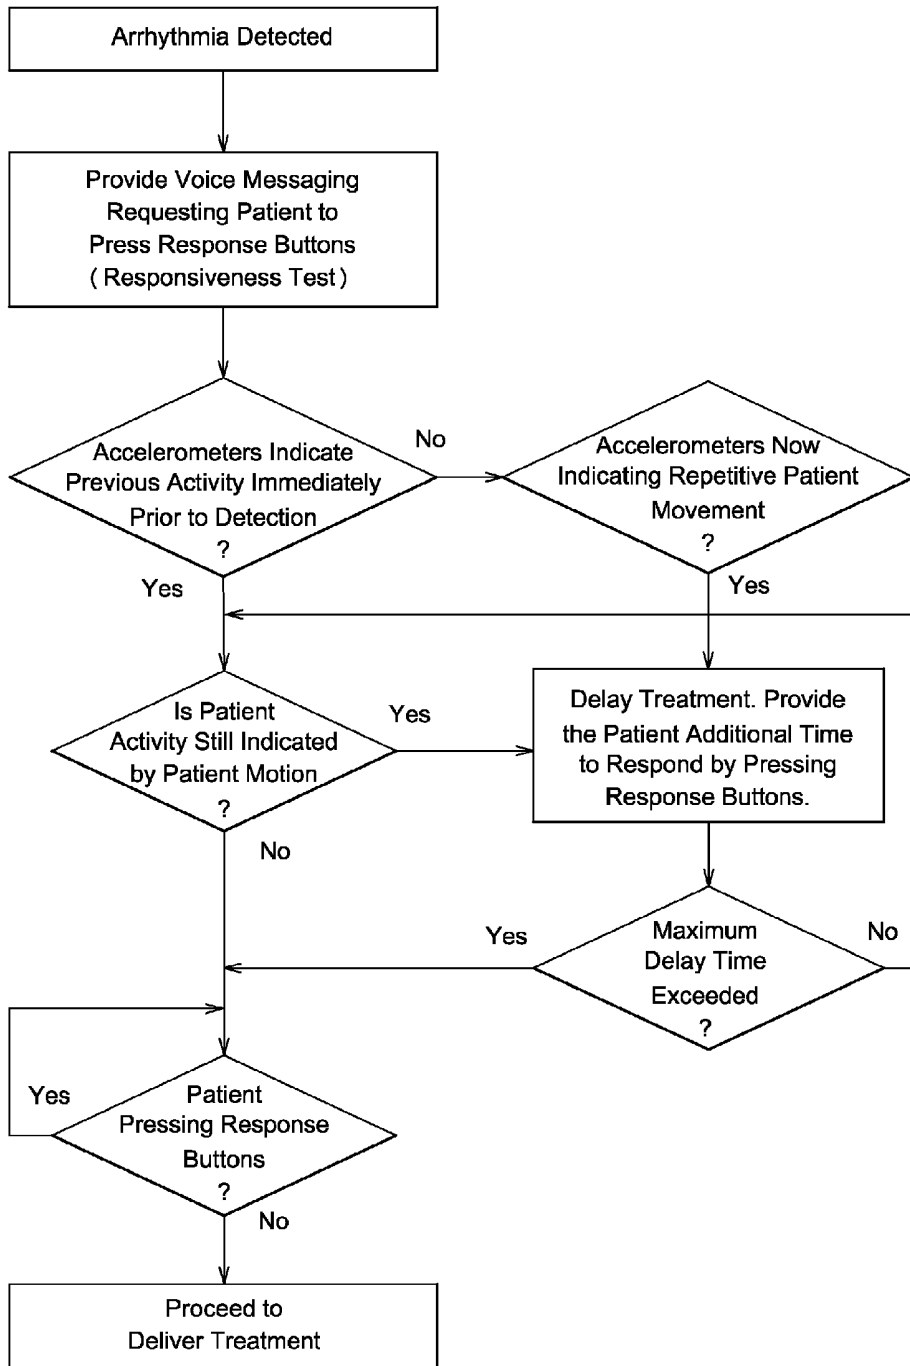 Arrhythmia Detected
Provide Voice Messaging
Requesting Patient to
Press Response Buttons
( Responsiveness Test )
Accelerometers Indicate
Previous Activity Immediately
Prior to Detection
?
No
Accelerometers Now
Indicating Repetitive Patient
Movement
?
Yes
Yes
Is Patient
Activity Still Indicated
by Patient Motion
?
Yes
Delay Treatment. Provide
the Patient Additional Time
to Respond by Pressing
Response Buttons.
No
Maximum
Delay Time
Exceeded
?
Yes
No
Patient
Pressing Response
Buttons
?
Yes
No
Proceed to
Deliver Treatment